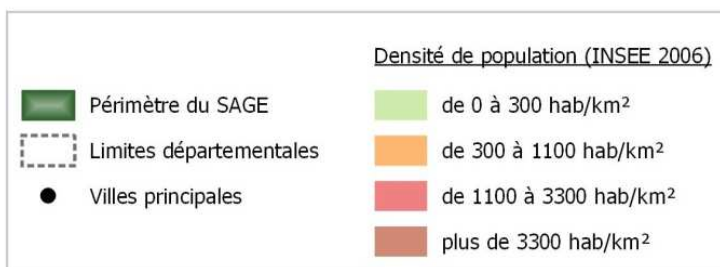 Densité de population (INSEE 2006)
Périmètre du SAGE
Limites départementales
Villes principales
de 0 à 300 hab/km²
de 300 à 1100 hab/km²
de 1100 à 3300 hab/km²
plus de 3300 hab/km²